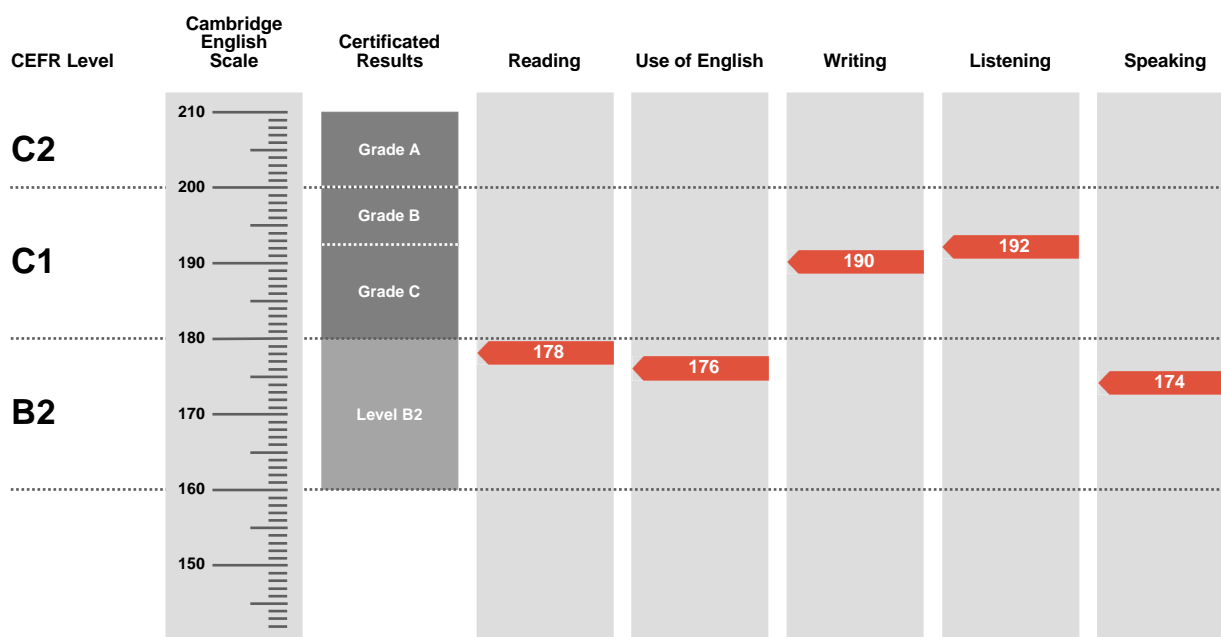 CEFR Level
Cambridge
English
Scale
Certificated
Results
Reading
Use of English
Writing
Listening
Speaking
210
C2
Grade A
200
Grade B
C1
190
192
190
Grade C
180
178
176
174
B2
170
Level B2
160
150